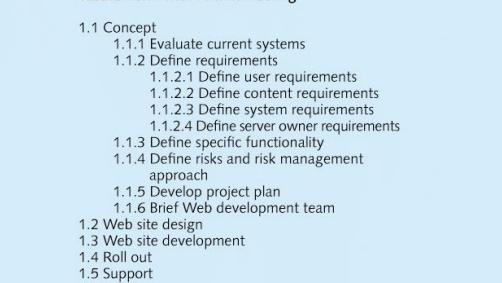 1.1 Concept
1.1.1 Evaluate current systems
1.1.2 Define requirements
1.1.2.1 Define user requirements
1.1.2.2 Define content requirements
1.1.2.3 Define system requirements
1.1.2.4 Define server owner requirements
1.1.3 Define specific functionality
1.1.4 Define risks and risk management
approach
1.1.5 Develop project plan
1.1.6 Brief Web development team
1.2 Web site design
1.3 Web site development
1.4 Roll out
1.5 Support